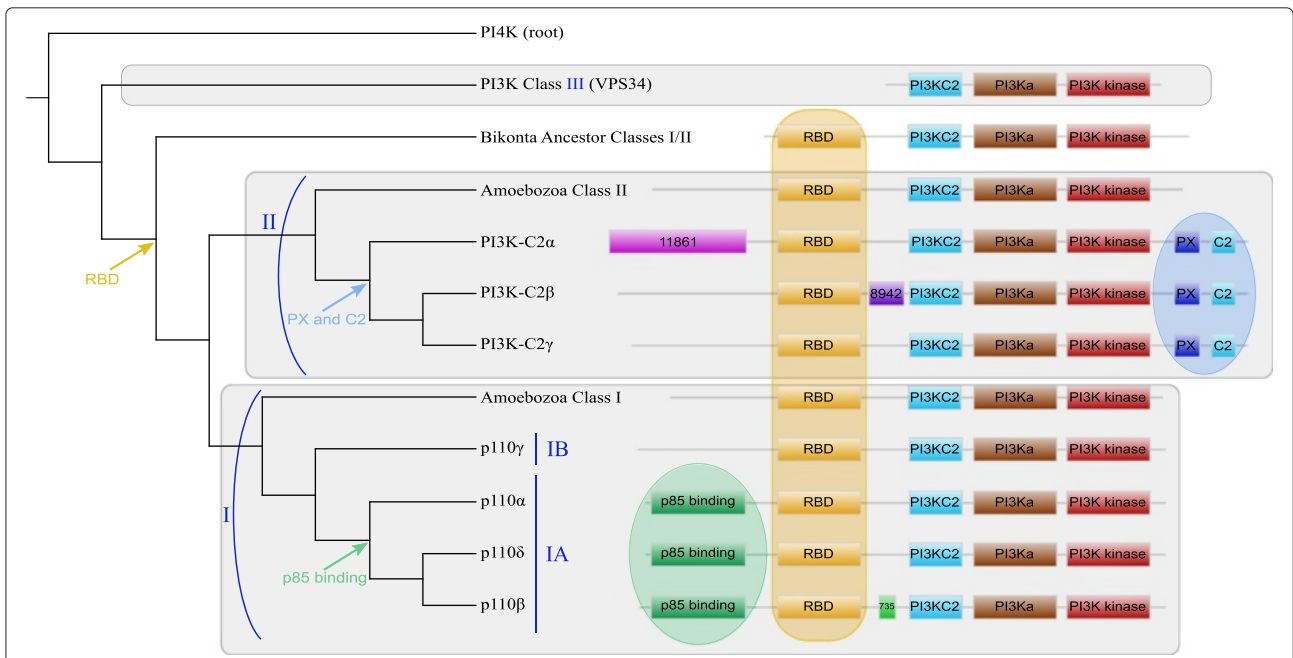 PI4K (root)
PI3K Class III (VPS34) PI3KC2 PI3Ka PI3K kinase
Bikonta Ancestor Classes I/II RBD PI3KC2 PI3Ka PI3K kinase
II Amoebozoa Class II RBD PI3KC2 PI3Ka PI3K kinase
PI3K-C2α 11861 RBD PI3KC2 PI3Ka PI3K kinase PX C2
RBD
PI3K-C2β RBD 8942 PI3KC2 PI3Ka PI3K kinase PX C2
PX and C2
PI3K-C2γ RBD PI3KC2 PI3Ka PI3K kinase PX C2
Amoebozoa Class I RBD PI3KC2 PI3Ka PI3K kinase
p110γ IB RBD PI3KC2 PI3Ka PI3K kinase
I p110α p85 binding RBD PI3KC2 PI3Ka PI3K kinase
p110δ IA p85 binding RBD PI3KC2 PI3Ka PI3K kinase
p85 binding
p110β p85 binding RBD 735 PI3KC2 PI3Ka PI3K kinase